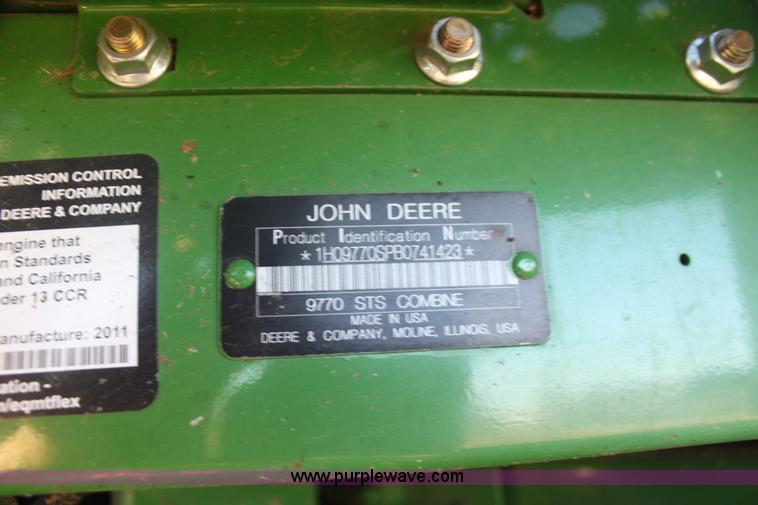 EMISSION CONTROL
INFORMATION
DEERE & COMPANY
engine that
n Standards
and California
der 13 CCR
anufacture: 2011
ation -
/eqmtflex
JOHN DEERE
Product Identification Number
*1H09770SPB0741423*
9770 STS COMBINE
MADE IN USA
DEERE & COMPANY, MOLINE, ILLINOIS, USA
www.purplewave.com